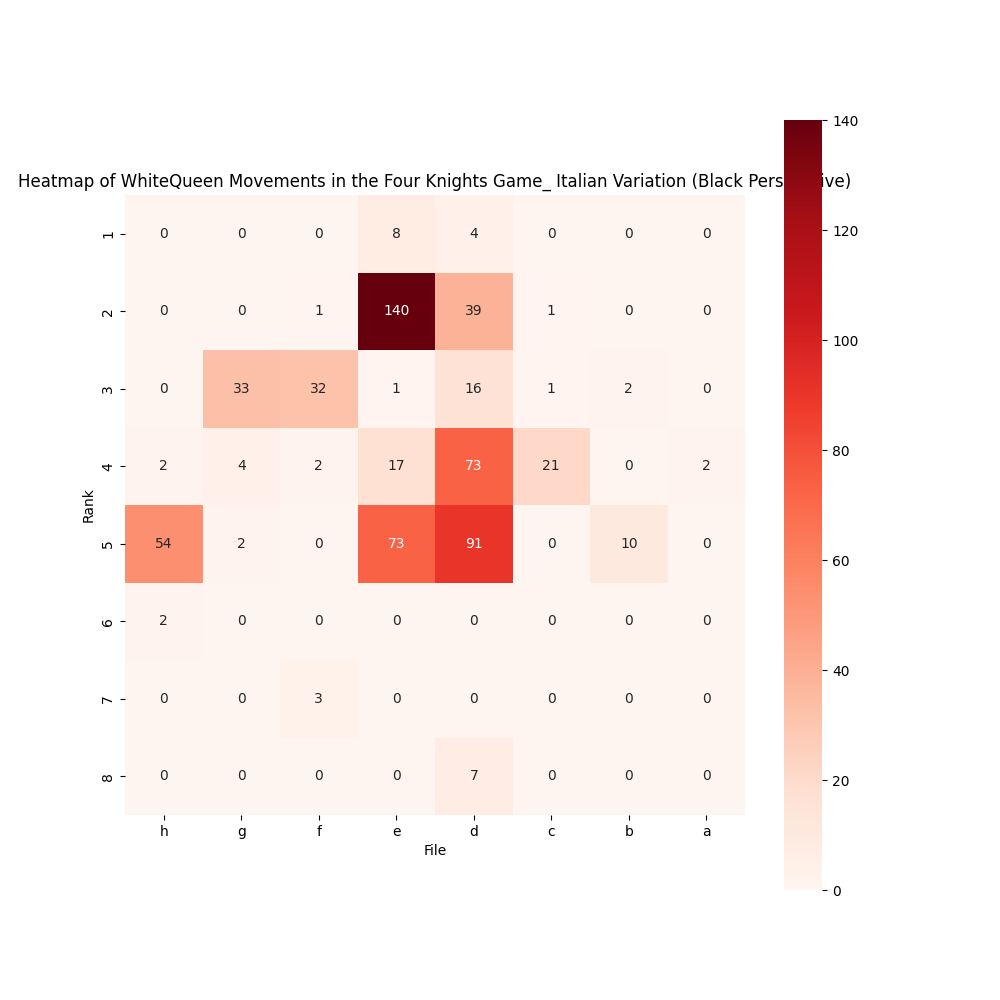 140
Heatmap of WhiteQueen Movements in the Four Knights Game_ Italian Variation (Black Pers ive)
1 0 0 0 8 4 0 0 0
120
2 0 0 1 140 39 1 0 0
100
3 0 33 32 1 16 1 2 0
80
4 2 4 2 17 73 21 0 2
Rank
5 54 2 0 73 91 0 10 0
60
6 2 0 0 0 0 0 0 0
40
7 0 0 3 0 0 0 0 0
20
8 0 0 0 0 7 0 0 0
h g f e d c b a
File
0